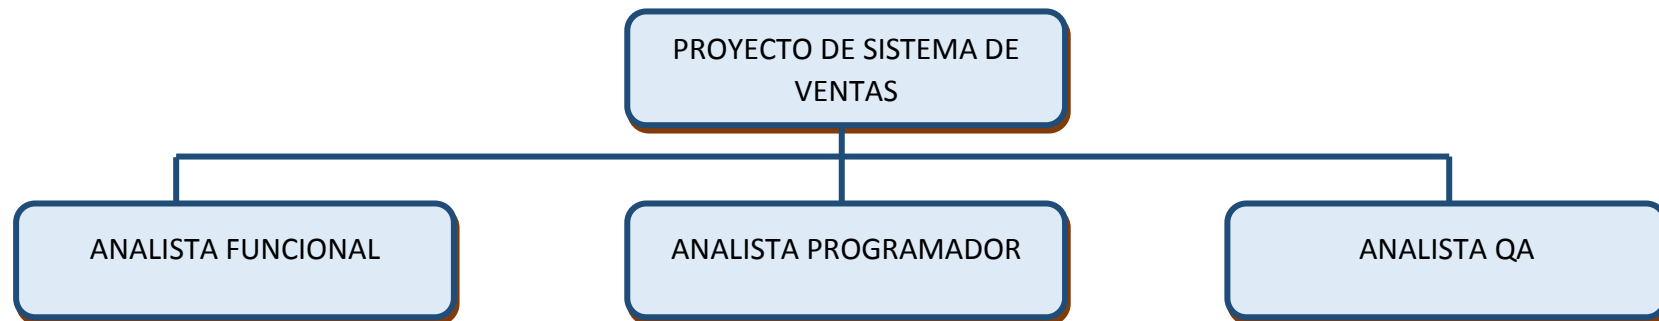 PROYECTO DE SISTEMA DE
VENTAS
ANALISTA FUNCIONAL
ANALISTA PROGRAMADOR
ANALISTA QA